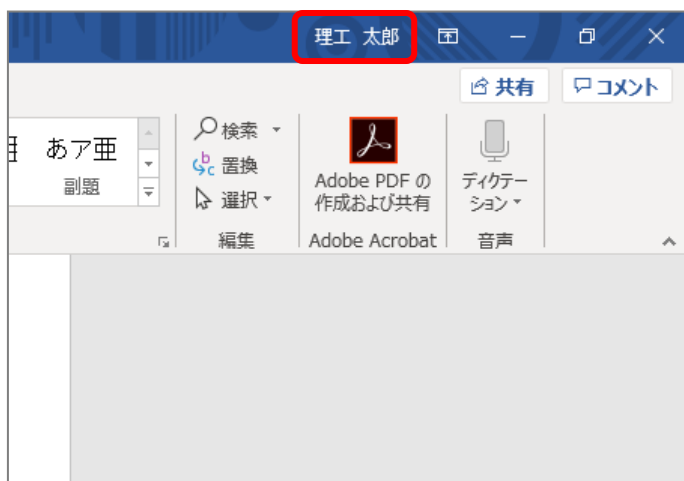 理工 太郎
共有
コメント
あア亜
副題
検索
置換
選択
編集
Adobe PDF の
作成および共有
Adobe Acrobat
ディクテー
ション
音声